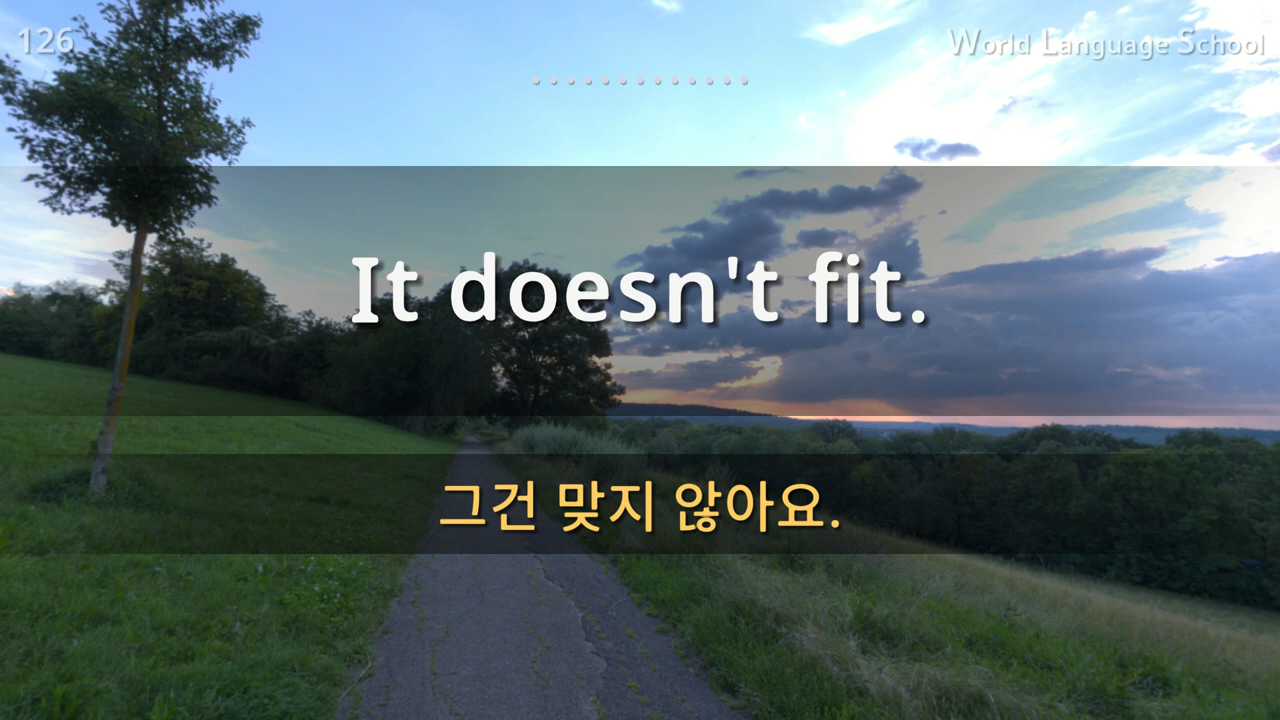 126
World Language School
It doesn't fit.
그건 맞지 않아요.